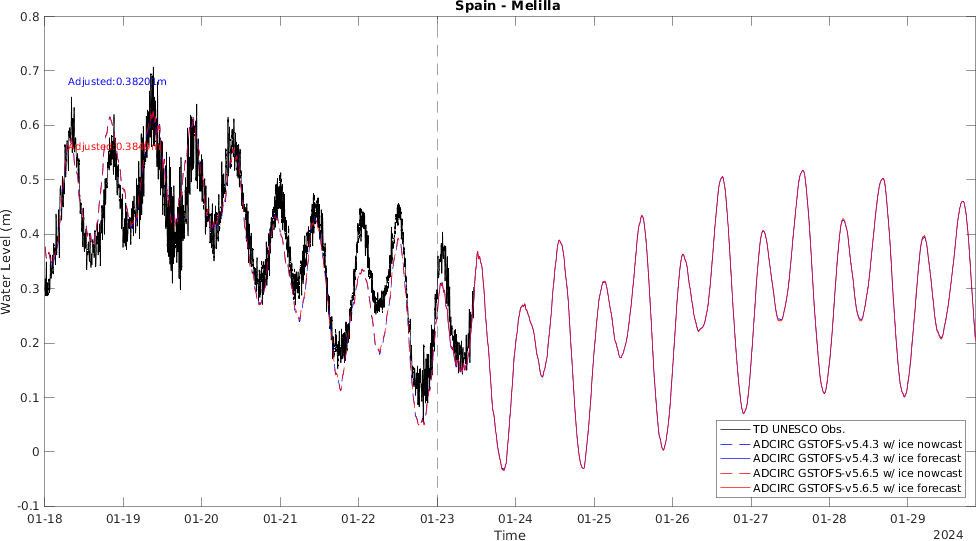 Spain - Melilla
0.8
0.7
0.6
0.5
0.4
0.3
0.2
0.1
0
-0.1
Water Level (m)
Adjusted:0.3820 m
Adjusted:0.384
TD UNESCO Obs.
ADCIRC GSTOFS-v5.4.3 w/ ice nowcast
ADCIRC GSTOFS-v5.4.3 w/ ice forecast
ADCIRC GSTOFS-v5.6.5 w/ ice nowcast
ADCIRC GSTOFS-v5.6.5 w/ ice forecast
01-18 01-19 01-20 01-21 01-22 01-23 01-24 01-25 01-26 01-27 01-28 01-29
Time
2024